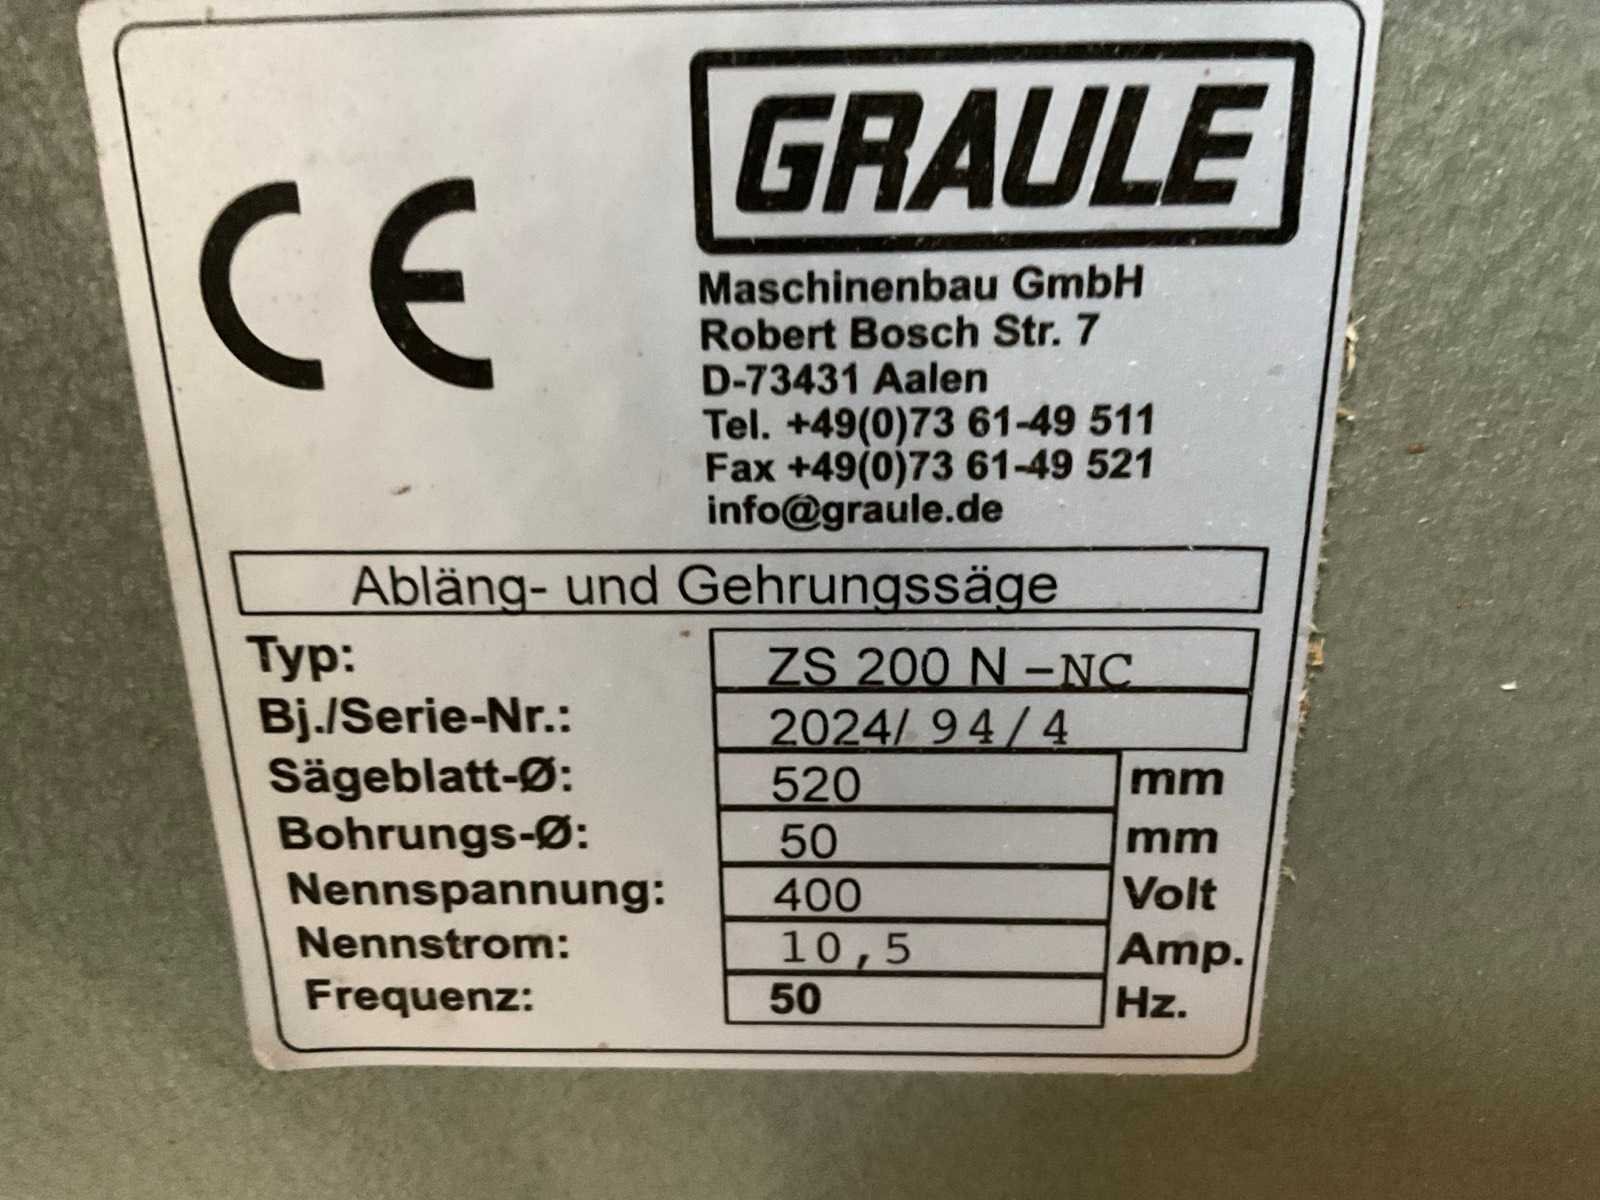 CE
GRAULE
Maschinenbau GmbH
Robert Bosch Str. 7
D-73431 Aalen
Tel. +49(0)73 61-49 511
Fax +49(0)73 61-49 521
info@graule.de
Abläng- und Gehrungssäge
Typ: ZS 200 N -NC
Bj./Serie-Nr.: 2024/ 94/4
Sägeblatt-Ø: 520 mm
Bohrungs-Ø: 50 mm
Nennspannung: 400 Volt
Nennstrom: 10,5 Amp.
Frequenz: 50 Hz.